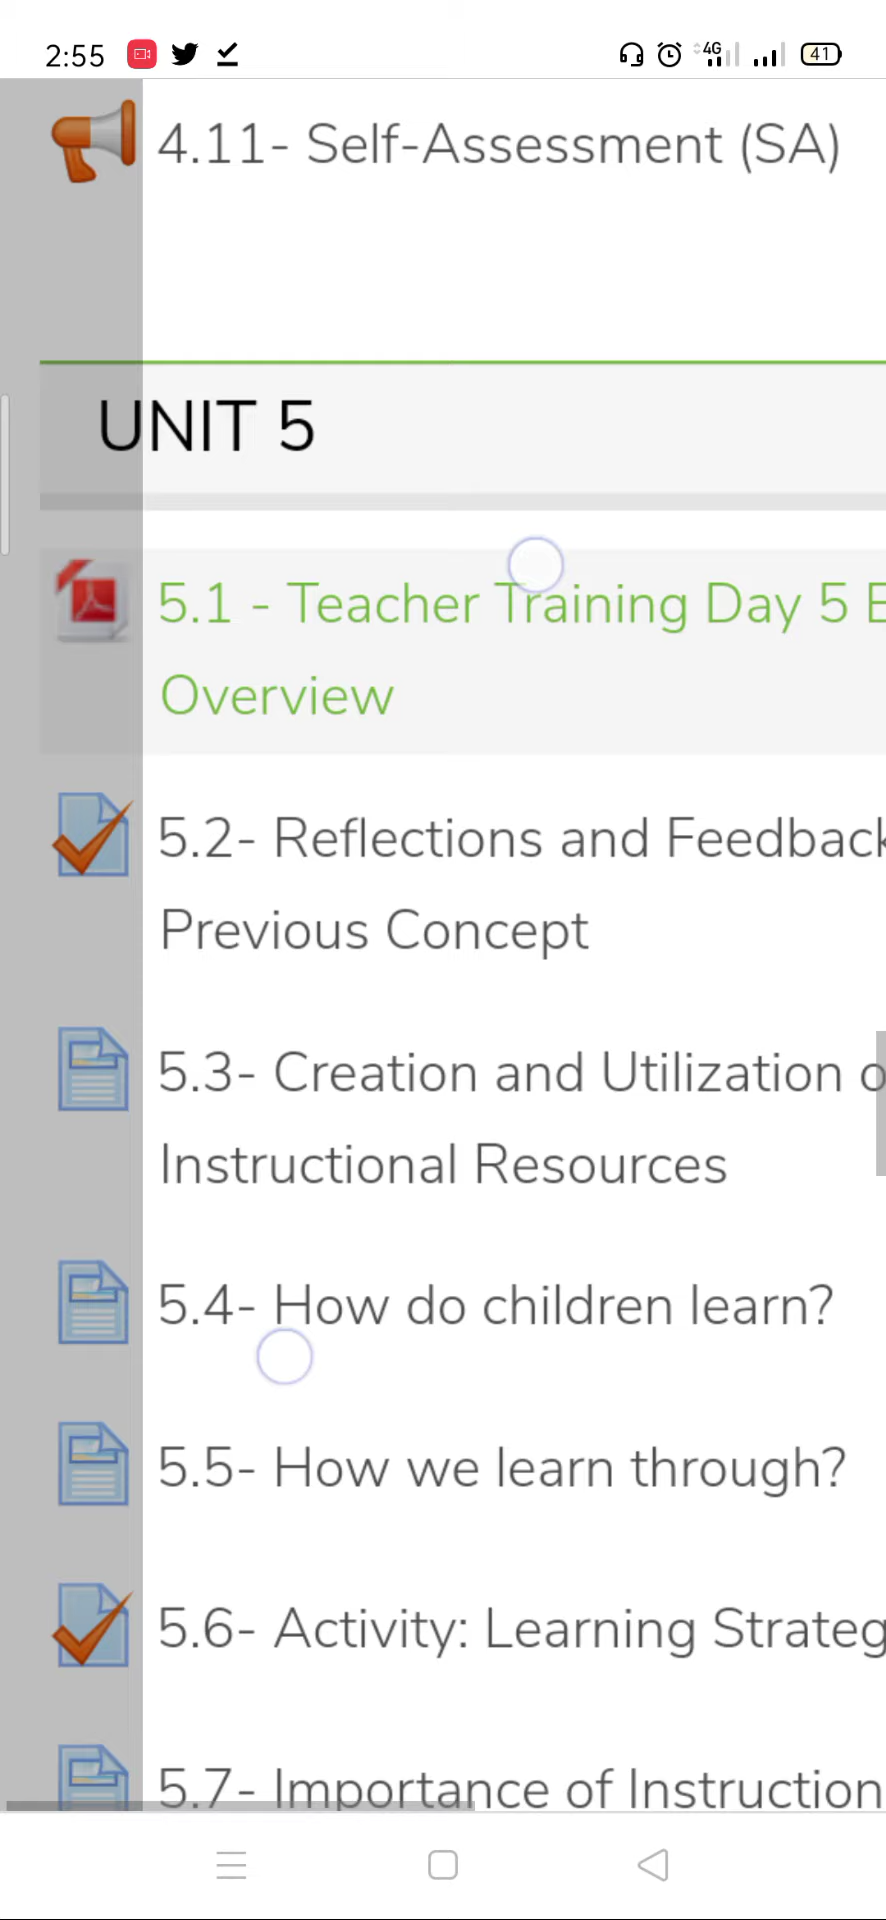 2:55
4G
41
4.11- Self-Assessment (SA)
UNIT 5
5.1 - Teacher Training Day 5
Overview
5.2- Reflections and Feedback
Previous Concept
5.3- Creation and Utilization
Instructional Resources
5.4- How do children learn?
5.5- How we learn through?
5.6- Activity: Learning Strateg
5.7- Importance of Instruction